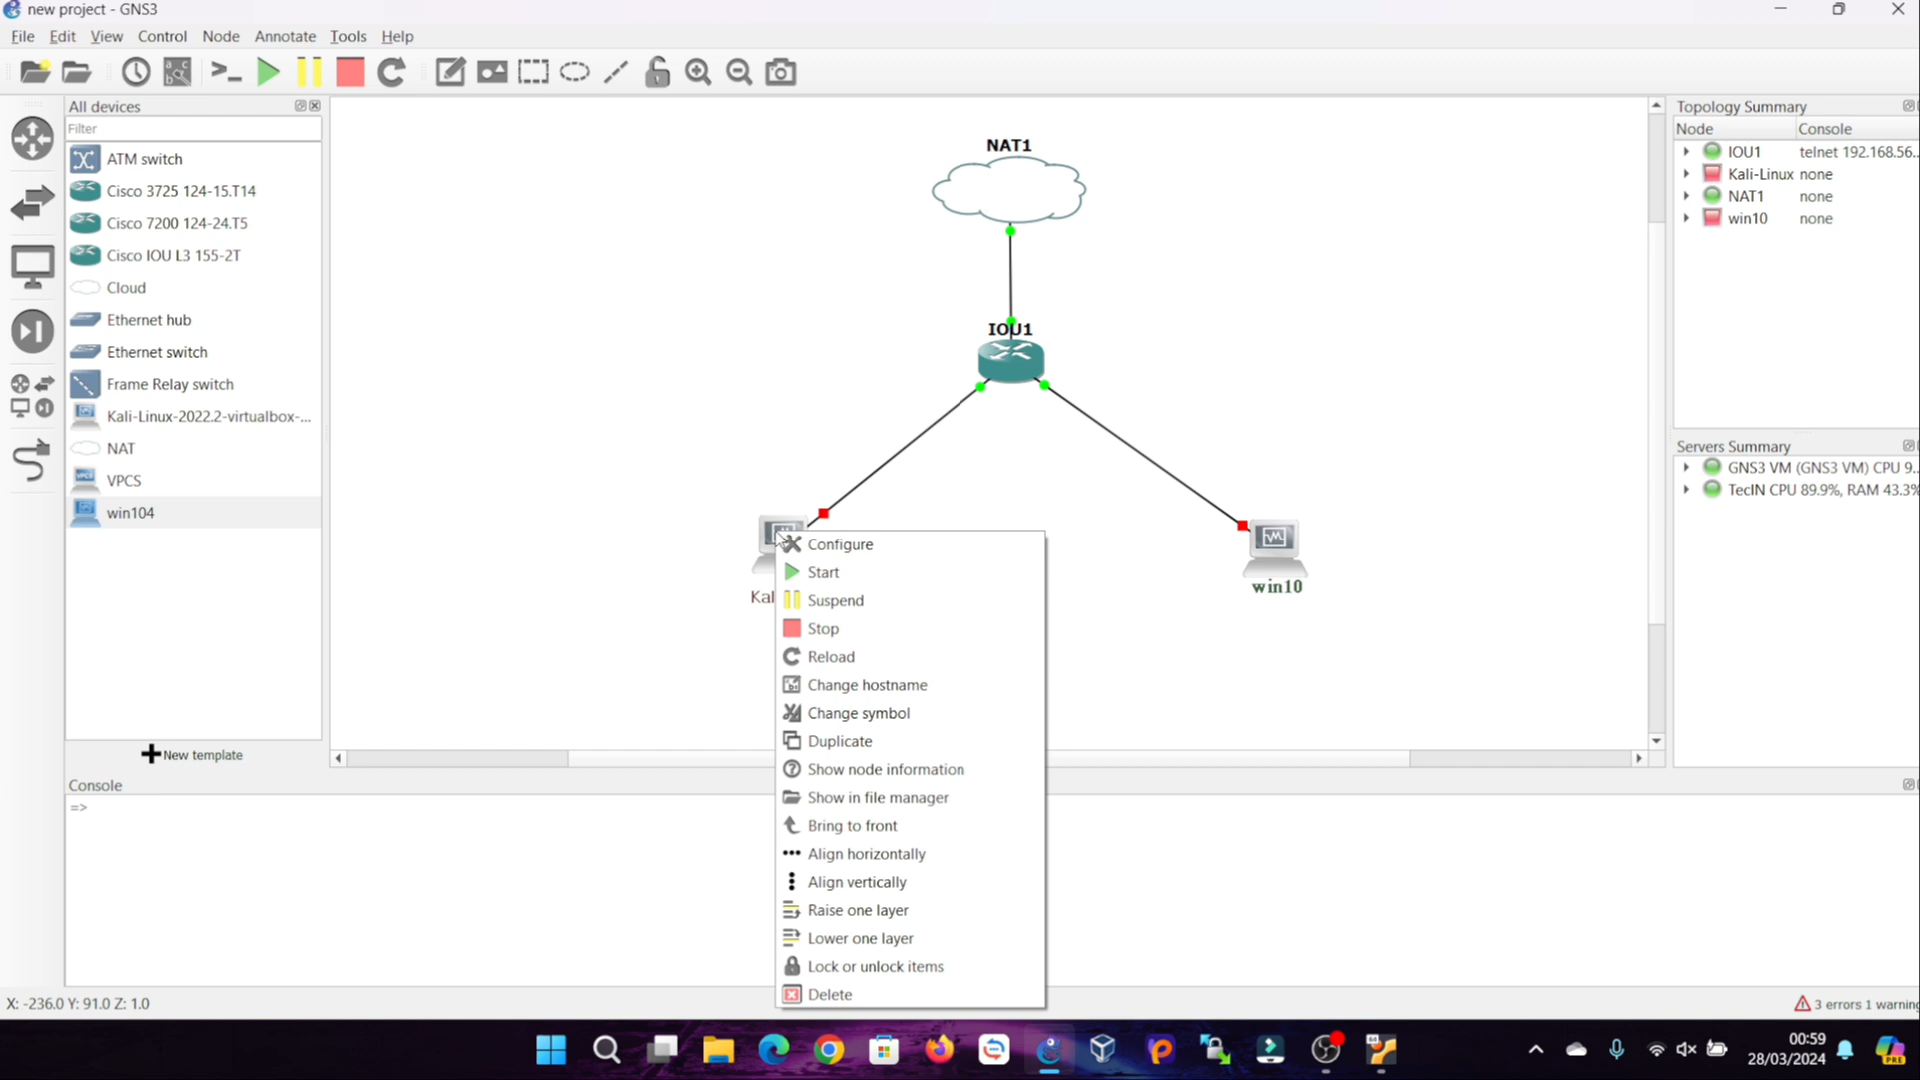 new project - GNS3
File Edit View Control Node Annotate Tools Help
All devices
Filter
ATM switch
Cisco 3725 124-15.T14
Cisco 7200 124-24.T5
Cisco IOU L3 155-2T
Cloud
Ethernet hub
Ethernet switch
Frame Relay switch
Kali-Linux-2022.2-virtualbox-...
NAT
VPCS
win104
New template
NAT1
IOU1
Kal
win10
Configure
Start
Suspend
Stop
Reload
Change hostname
Change symbol
Duplicate
Show node information
Show in file manager
Bring to front
Align horizontally
Align vertically
Raise one layer
Lower one layer
Lock or unlock items
Delete
Topology Summary
Node Console
IOU1 telnet 192.168.56...
Kali-Linux none
NAT1 none
win10 none
Servers Summary
GNS3 VM (GNS3 VM) CPU 9...
TecIN CPU 89.9%, RAM 43.3%
Console
=>
X: -236.0 Y: 91.0 Z: 1.0
3 errors 1 warning
00:59
28/03/2024
PRE